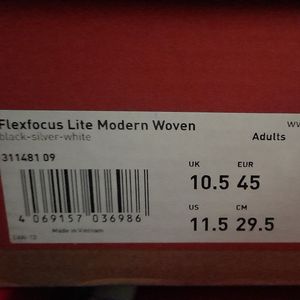 Flexfocus Lite Modern Woven
black-silver-white
Adults
311481 09
UK EUR
10.5 45
US CM
11.5 29.5
4 069157 036986
Made in Vietnam